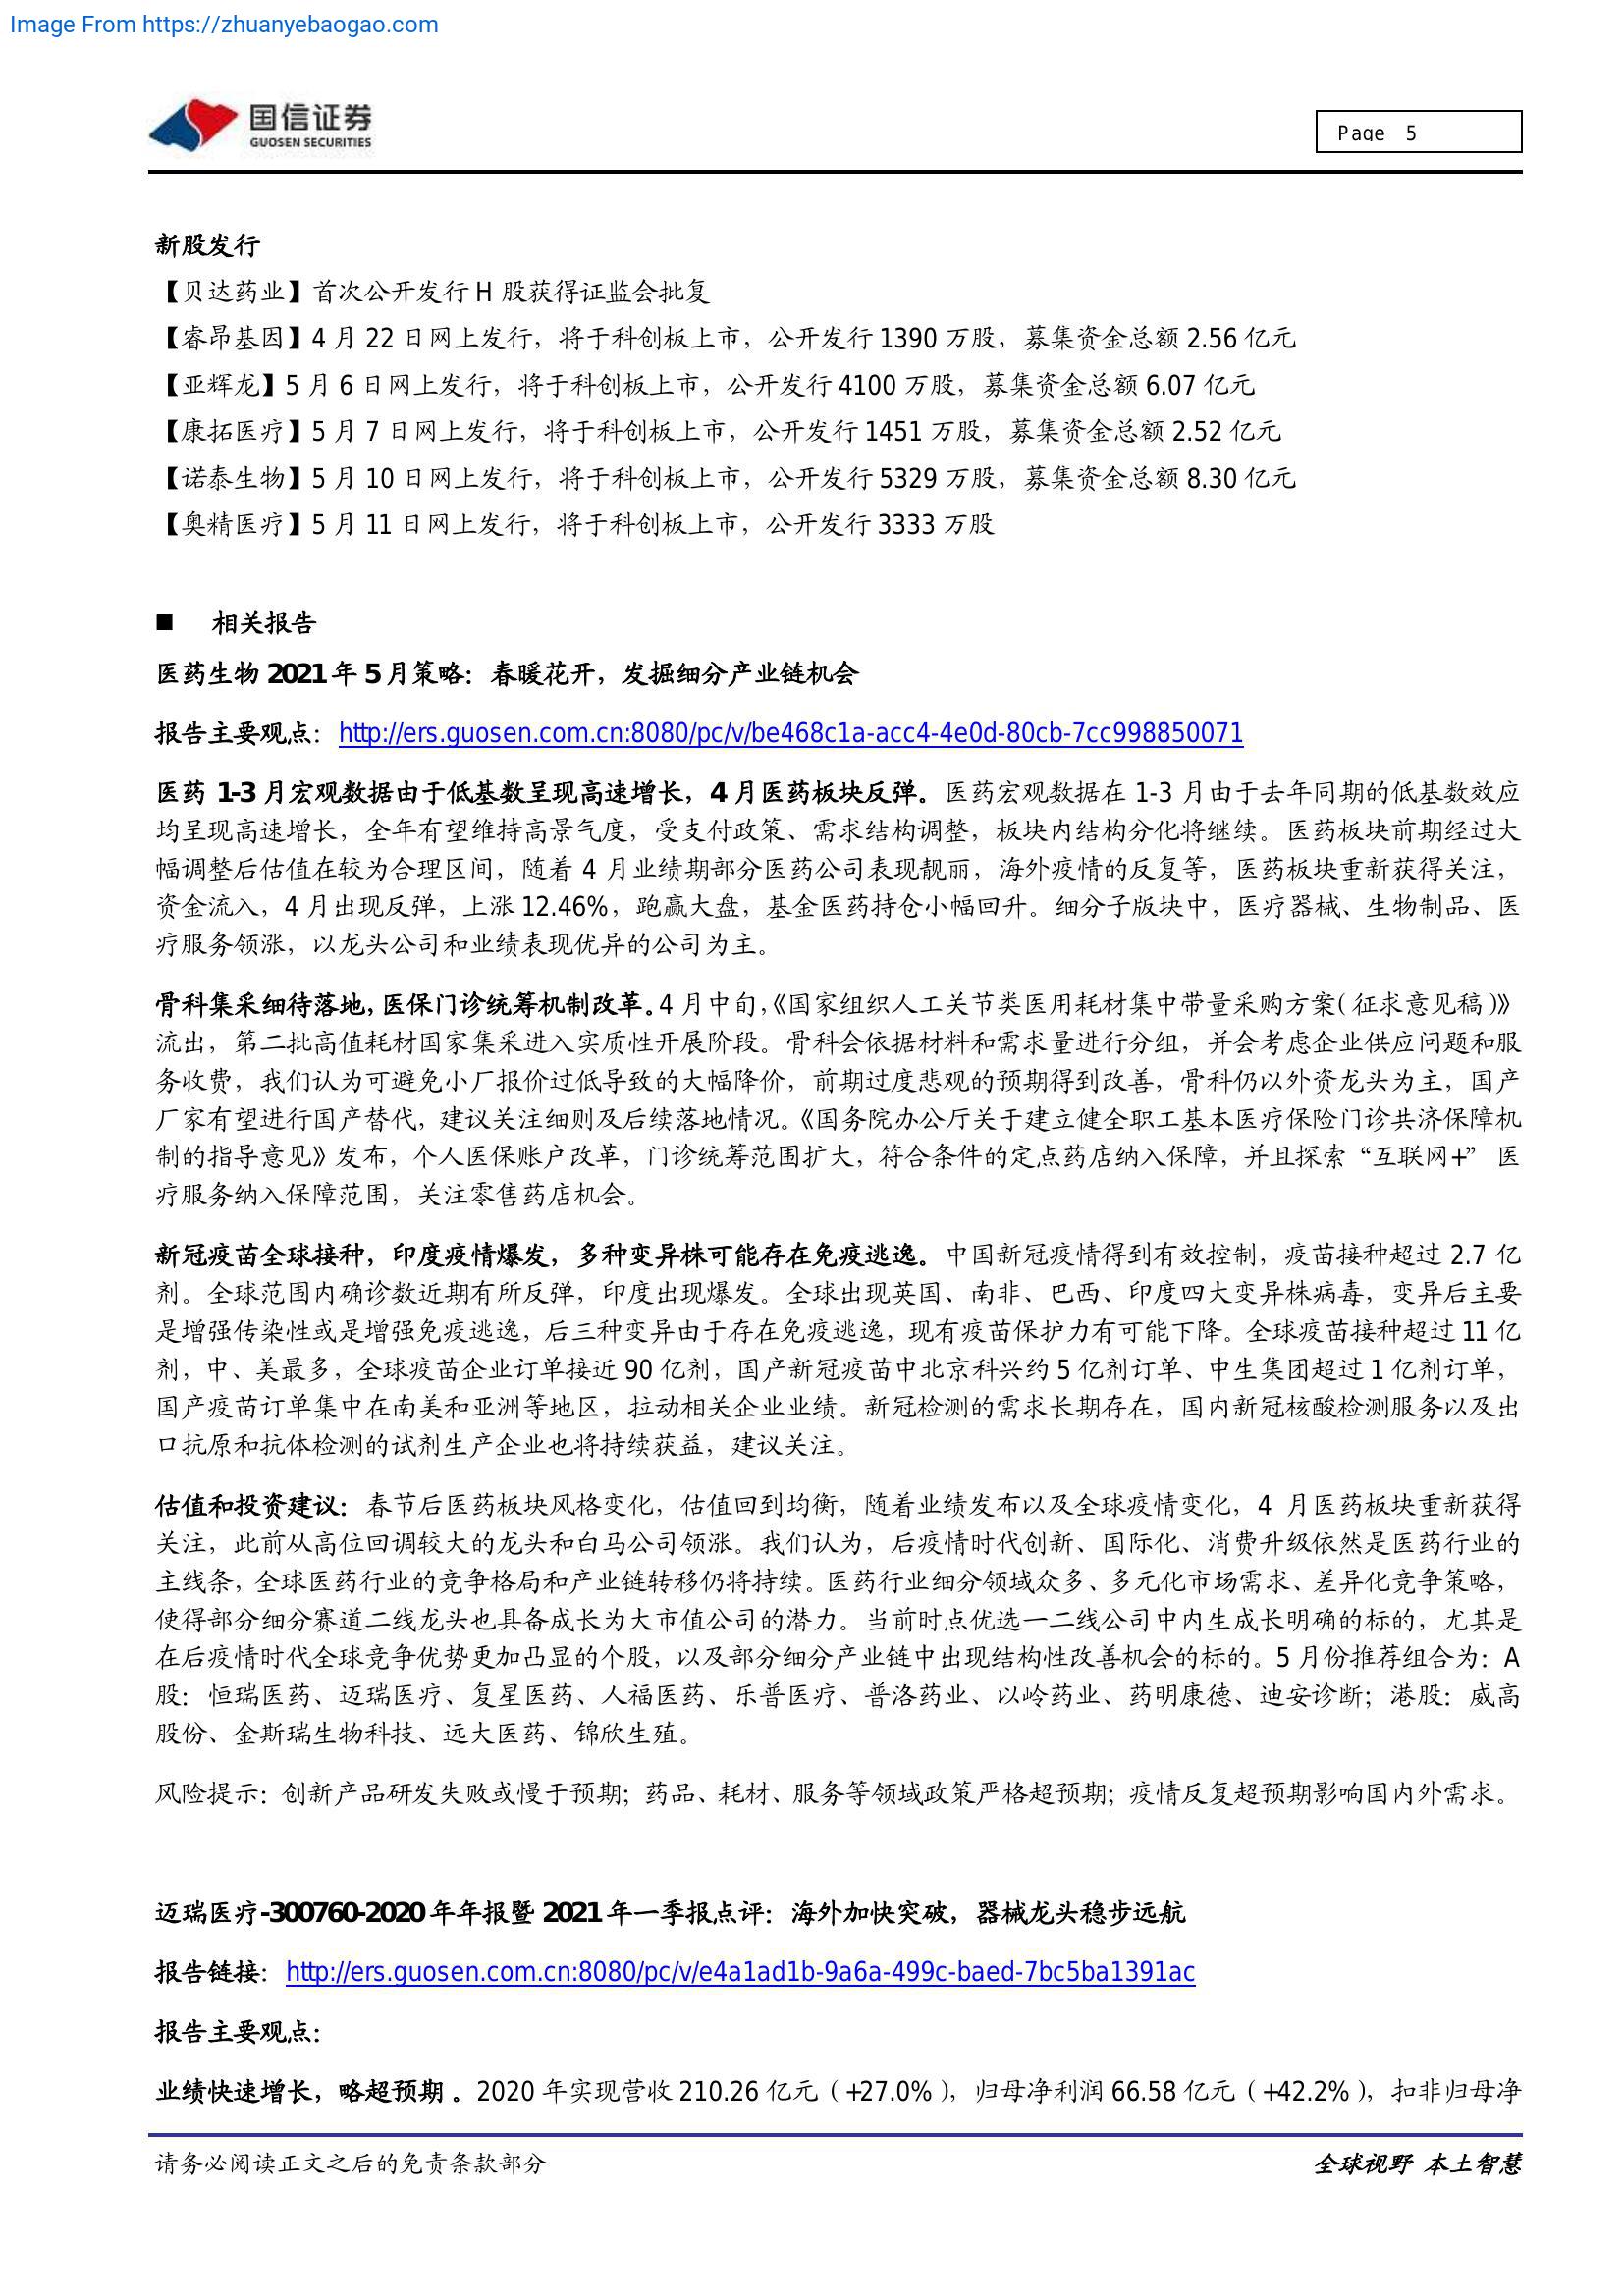 Image From https://zhuanyebaogao.com
国信证券
GUOSEN SECURITIES
Page 5
新股发行
【贝达药业】首次公开发行 H 股获得证监会批复
【睿昂基因】4 月 22 日网上发行，将于科创板上市，公开发行 1390 万股，募集资金总额 2.56 亿元
【亚辉龙】5 月 6 日网上发行，将于科创板上市，公开发行 4100 万股，募集资金总额 6.07 亿元
【康拓医疗】5 月 7 日网上发行，将于科创板上市，公开发行 1451 万股，募集资金总额 2.52 亿元
【诺泰生物】5 月 10 日网上发行，将于科创板上市，公开发行 5329 万股，募集资金总额 8.30 亿元
【奥精医疗】5 月 11 日网上发行，将于科创板上市，公开发行 3333 万股
■ 相关报告
医药生物 2021 年 5 月策略：春暖花开，发掘细分产业链机会
报告主要观点：http://ers.guosen.com.cn:8080/pc/v/be468c1a-acc4-4e0d-80cb-7cc998850071
医药 1-3 月宏观数据由于低基数呈现高速增长，4 月医药板块反弹。医药宏观数据在 1-3 月由于去年同期的低基数效应
均呈现高速增长，全年有望维持高景气度，受支付政策、需求结构调整，板块内结构分化将继续。医药板块前期经过大
幅调整后估值在较为合理区间，随着 4 月业绩期部分医药公司表现靓丽，海外疫情的反复等，医药板块重新获得关注，
资金流入，4 月出现反弹，上涨 12.46%，跑赢大盘，基金医药持仓小幅回升。细分子版块中，医疗器械、生物制品、医
疗服务领涨，以龙头公司和业绩表现优异的公司为主。
骨科集采细待落地，医保门诊统筹机制改革。4 月中旬，《国家组织人工关节类医用耗材集中带量采购方案（征求意见稿）》
流出，第二批高值耗材国家集采进入实质性开展阶段。骨科会依据材料和需求量进行分组，并会考虑企业供应问题和服
务收费，我们认为可避免小厂报价过低导致的大幅降价，前期过度悲观的预期得到改善，骨科仍以外资龙头为主，国产
厂家有望进行国产替代，建议关注细则及后续落地情况。《国务院办公厅关于建立健全职工基本医疗保险门诊共济保障机
制的指导意见》发布，个人医保账户改革，门诊统筹范围扩大，符合条件的定点药店纳入保障，并且探索“互联网+” 医
疗服务纳入保障范围，关注零售药店机会。
新冠疫苗全球接种，印度疫情爆发，多种变异株可能存在免疫逃逸。中国新冠疫情得到有效控制，疫苗接种超过 2.7 亿
剂。全球范围内确诊数近期有所反弹，印度出现爆发。全球出现英国、南非、巴西、印度四大变异株病毒，变异后主要
是增强传染性或是增强免疫逃逸，后三种变异由于存在免疫逃逸，现有疫苗保护力有可能下降。全球疫苗接种超过 11 亿
剂，中、美最多，全球疫苗企业订单接近 90 亿剂，国产新冠疫苗中北京科兴约 5 亿剂订单、中生集团超过 1 亿剂订单，
国产疫苗订单集中在南美和亚洲等地区，拉动相关企业业绩。新冠检测的需求长期存在，国内新冠核酸检测服务以及出
口抗原和抗体检测的试剂生产企业也将持续获益，建议关注。
估值和投资建议：春节后医药板块风格变化，估值回到均衡，随着业绩发布以及全球疫情变化，4 月医药板块重新获得
关注，此前从高位回调较大的龙头和白马公司领涨。我们认为，后疫情时代创新、国际化、消费升级依然是医药行业的
主线条，全球医药行业的竞争格局和产业链转移仍将持续。医药行业细分领域众多、多元化市场需求、差异化竞争策略，
使得部分细分赛道二线龙头也具备成长为大市值公司的潜力。当前时点优选一二线公司中内生成长明确的标的，尤其是
在后疫情时代全球竞争优势更加凸显的个股，以及部分细分产业链中出现结构性改善机会的标的。5 月份推荐组合为：A
股：恒瑞医药、迈瑞医疗、复星医药、人福医药、乐普医疗、普洛药业、以岭药业、药明康德、迪安诊断；港股：威高
股份、金斯瑞生物科技、远大医药、锦欣生殖。
风险提示：创新产品研发失败或慢于预期；药品、耗材、服务等领域政策严格超预期；疫情反复超预期影响国内外需求。
迈瑞医疗-300760-2020 年年报暨 2021 年一季报点评：海外加快突破，器械龙头稳步远航
报告链接：http://ers.guosen.com.cn:8080/pc/v/e4a1ad1b-9a6a-499c-baed-7bc5ba1391ac
报告主要观点：
业绩快速增长，略超预期 。2020 年实现营收 210.26 亿元（+27.0%），归母净利润 66.58 亿元（+42.2%），扣非归母净
请务必阅读正文之后的免责条款部分
全球视野 本土智慧